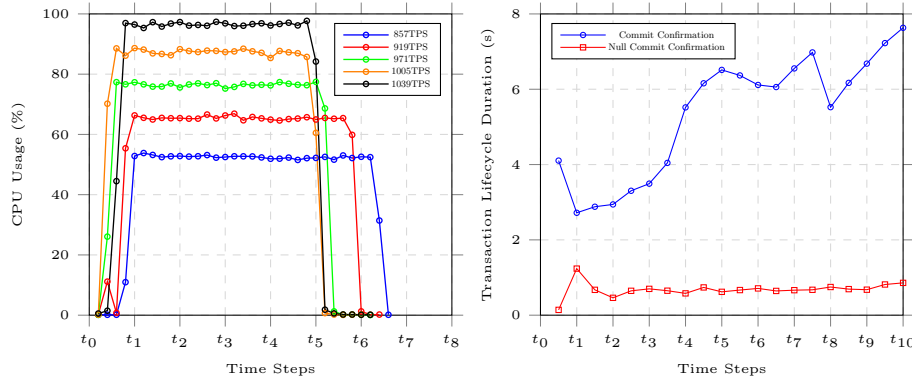 100
80
60
40
20
0
CPU Usage (%)
857TPS
919TPS
971TPS
1005TPS
1039TPS
t0 t1 t2 t3 t4 t5 t6 t7 t8
Time Steps
8
6
4
2
0
Transaction Lifecycle Duration (s)
Commit Confirmation
Null Commit Confirmation
t0 t1 t2 t3 t4 t5 t6 t7 t8 t9 t10
Time Steps